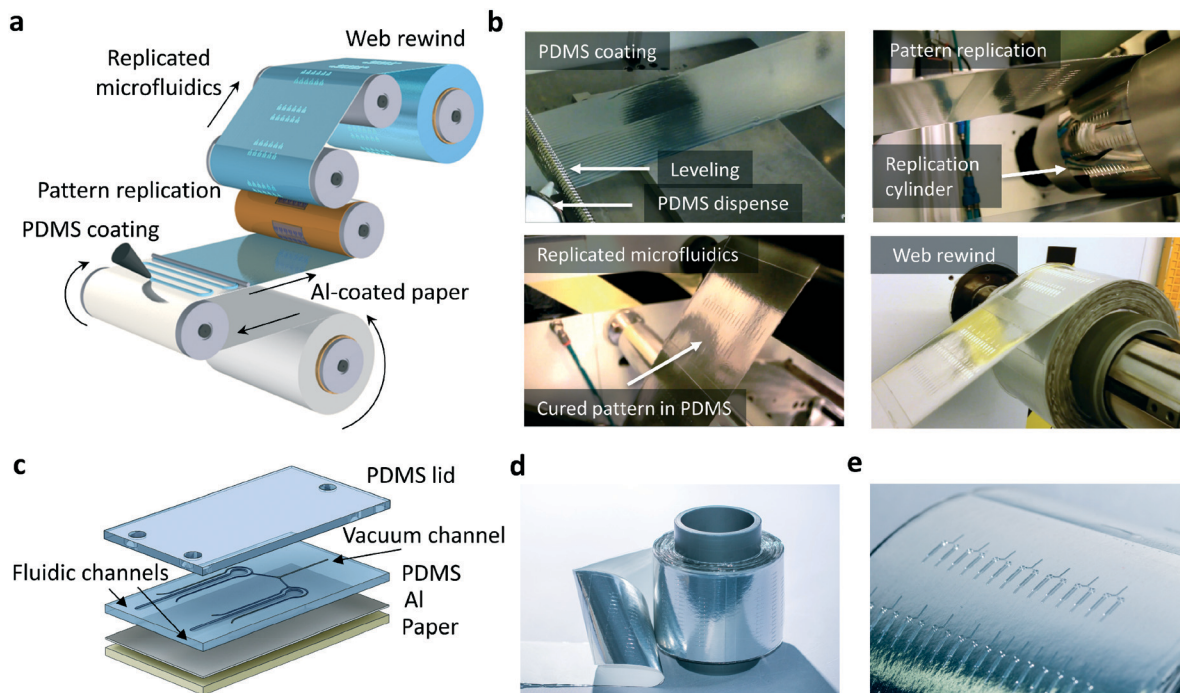 a
Replicated
microfluidics
Web rewind
Pattern replication
PDMS coating
Al-coated paper
b
PDMS coating
Leveling
PDMS dispense
Pattern replication
Replication
cylinder
Replicated microfluidics
Cured pattern in PDMS
Web rewind
c
PDMS lid
Vacuum channel
Fluidic channels
PDMS
Al
Paper
d
e